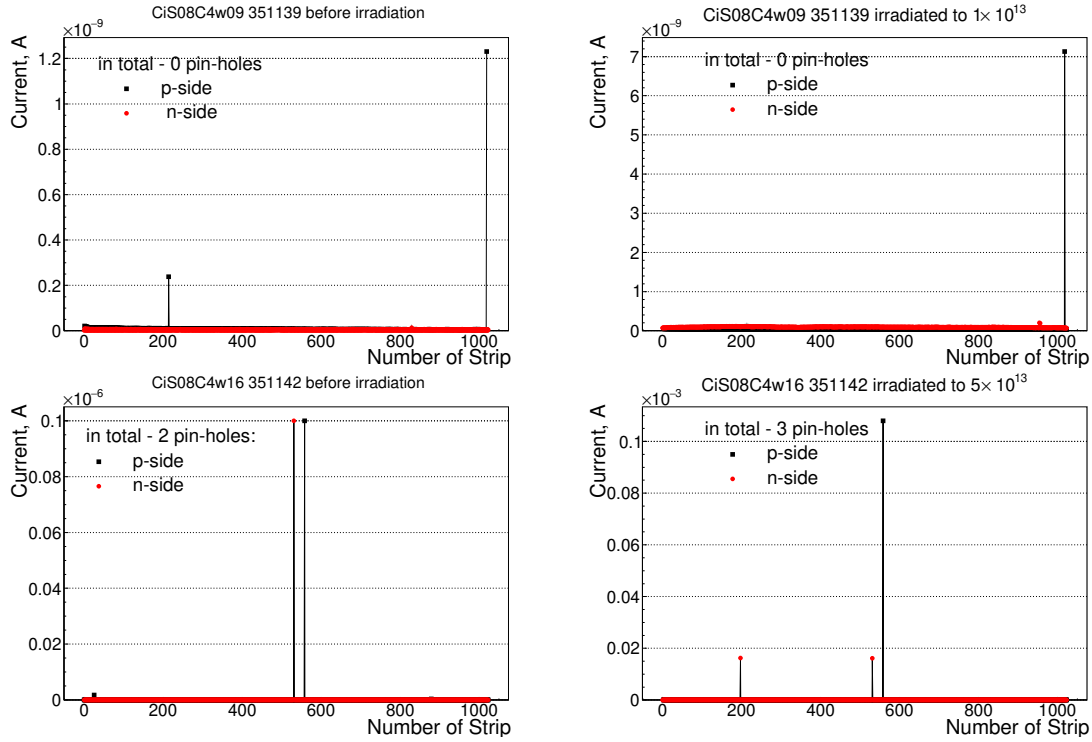 CiS08C4w09 351139 before irradiation
×10⁻⁹
Current, A
1.2
1
0.8
0.6
0.4
0.2
0
in total - 0 pin-holes
p-side
n-side
0 200 400 600 800 1000
Number of Strip
CiS08C4w09 351139 irradiated to 1× 10¹³
×10⁻⁹
Current, A
7
6
5
4
3
2
1
0
in total - 0 pin-holes
p-side
n-side
0 200 400 600 800 1000
Number of Strip
CiS08C4w16 351142 before irradiation
×10⁻⁶
Current, A
0.1
0.08
0.06
0.04
0.02
0
in total - 2 pin-holes:
p-side
n-side
0 200 400 600 800 1000
Number of Strip
CiS08C4w16 351142 irradiated to 5× 10¹³
×10⁻³
Current, A
0.1
0.08
0.06
0.04
0.02
0
in total - 3 pin-holes
p-side
n-side
0 200 400 600 800 1000
Number of Strip